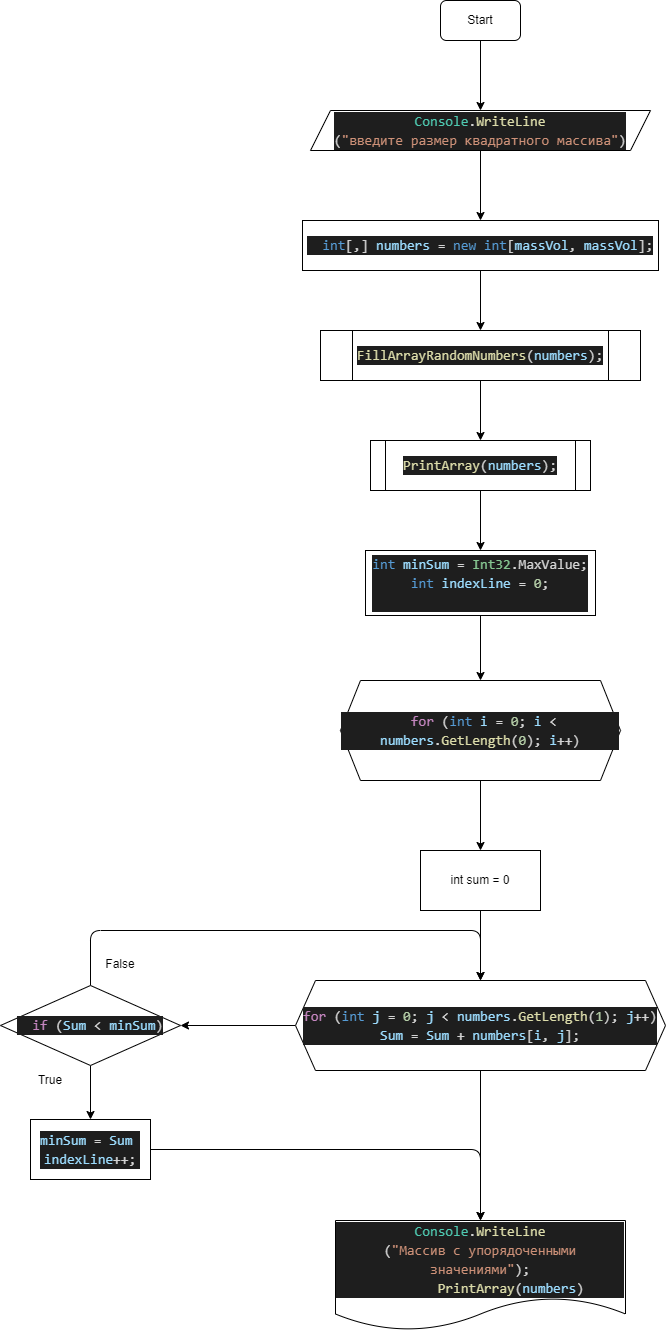 Start
Console.WriteLine
("введите размер квадратного массива")
int[,] numbers = new int[massVol, massVol];
FillArrayRandomNumbers(numbers);
PrintArray(numbers);
int minSum = Int32.MaxValue;
int indexLine = 0;
for (int i = 0; i <
numbers.GetLength(0); i++)
int sum = 0
False
if (Sum < minSum)
for (int j = 0; j < numbers.GetLength(1); j++)
Sum = Sum + numbers[i, j];
True
minSum = Sum
indexLine++;
Console.WriteLine
("Массив с упорядоченными
значениями");
PrintArray(numbers)